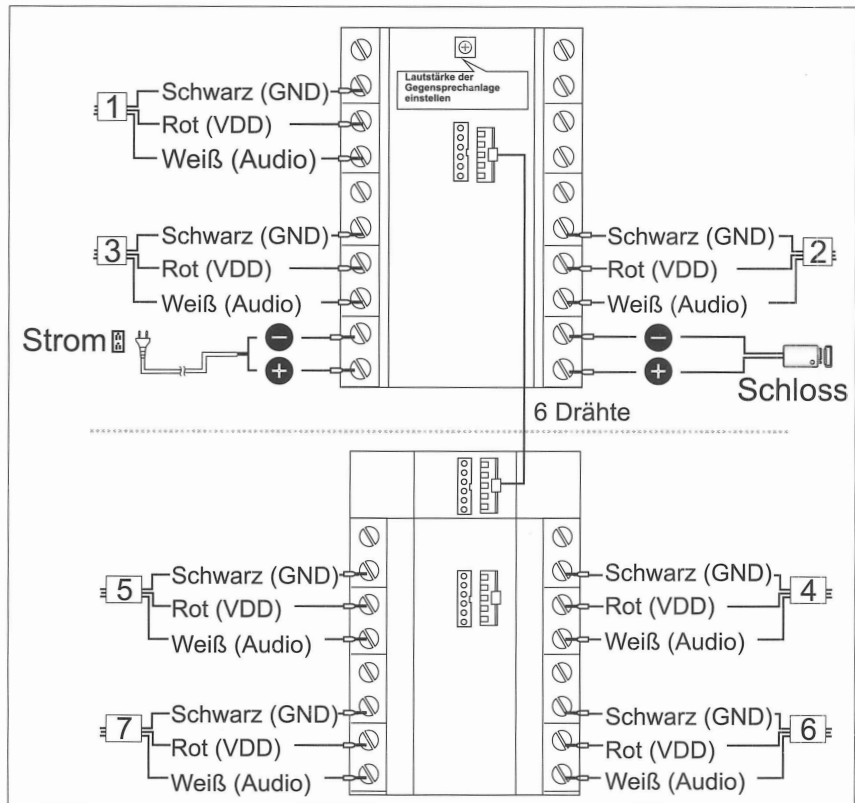 Lautstärke der
Gegensprechanlage
einstellen
1
Schwarz (GND)
Rot (VDD)
Weiß (Audio)
3
Schwarz (GND)
Rot (VDD)
Weiß (Audio)
Schwarz (GND)
2
Rot (VDD)
Weiß (Audio)
Strom
−
+
−
+
Schloss
6 Drähte
5
Schwarz (GND)
Rot (VDD)
Weiß (Audio)
Schwarz (GND)
4
Rot (VDD)
Weiß (Audio)
7
Schwarz (GND)
Rot (VDD)
Weiß (Audio)
Schwarz (GND)
6
Rot (VDD)
Weiß (Audio)